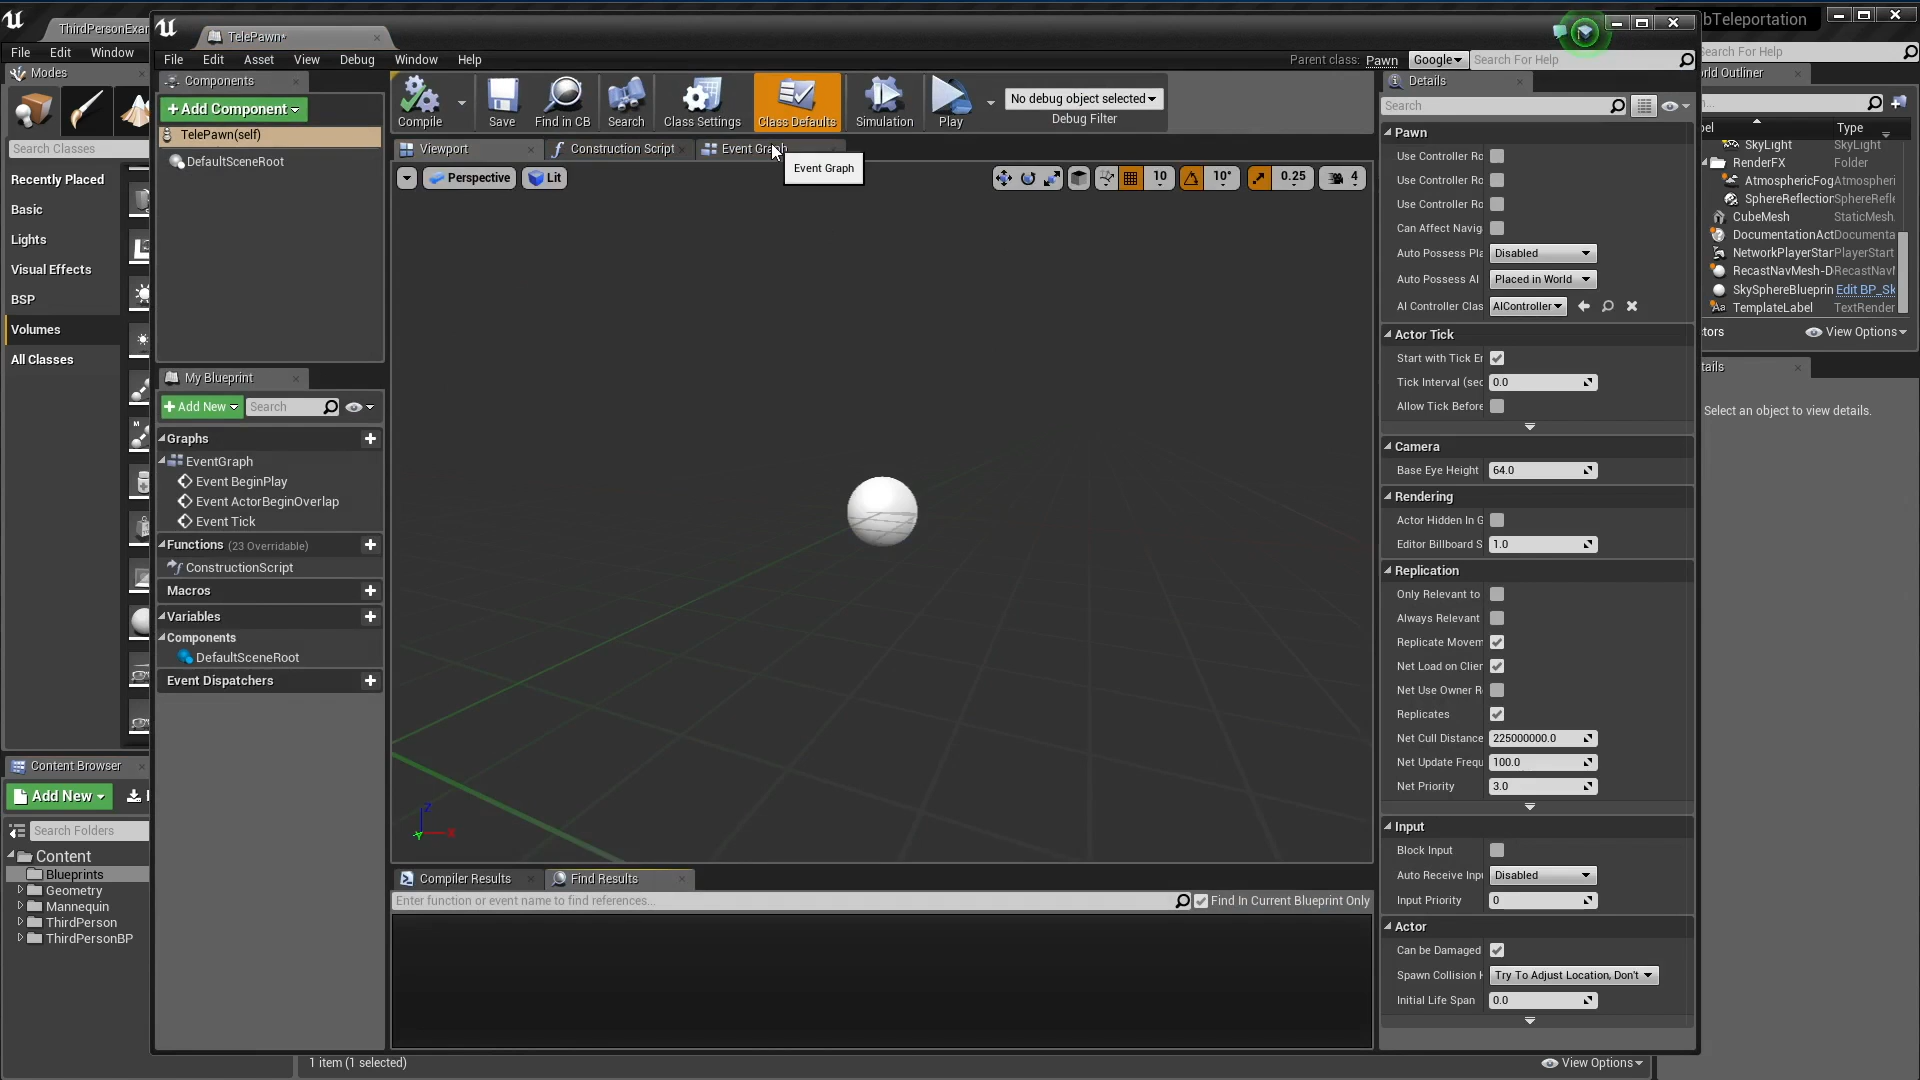 ThirdPersonExar
bTeleportation
TelePawn*
File Edit Window
File Edit Asset View Debug Window Help
Parent class: Pawn
Google
Search For Help
Search For Help
Modes
Components
Details
Add Component
Compile
Save
Find in CB
Search
Class Settings
Class Defaults
Simulation
Play
No debug object selected
Debug Filter
Search
TelePawn(self)
DefaultSceneRoot
Viewport
Construction Script
Event Graph
Event Graph
Perspective
Lit
10
10°
0.25
4
Search Classes
Recently Placed
Basic
Lights
Visual Effects
BSP
Volumes
All Classes
My Blueprint
Add New
Search
Graphs
EventGraph
Event BeginPlay
Event ActorBeginOverlap
Event Tick
Functions (23 Overridable)
ConstructionScript
Macros
Variables
Components
DefaultSceneRoot
Event Dispatchers
Pawn
Use Controller Ro
Use Controller Ro
Use Controller Ro
Can Affect Navig
Auto Possess Pla Disabled
Auto Possess AI Placed in World
AI Controller Clas AIController
Actor Tick
Start with Tick Er
Tick Interval (sec 0.0
Allow Tick Before
Camera
Base Eye Height 64.0
Rendering
Actor Hidden In G
Editor Billboard S 1.0
Replication
Only Relevant to
Always Relevant
Replicate Movem
Net Load on Clier
Net Use Owner R
Replicates
Net Cull Distance 225000000.0
Net Update Frequ 100.0
Net Priority 3.0
Input
Block Input
Auto Receive Inpu Disabled
Input Priority 0
Actor
Can be Damaged
Spawn Collision H Try To Adjust Location, Don't
Initial Life Span 0.0
rld Outliner
Type
SkyLight SkyLight
RenderFX Folder
AtmosphericFog Atmospheri
SphereReflection SphereRefle
CubeMesh StaticMesh
DocumentationAct Documenta
NetworkPlayerStar PlayerStart
RecastNavMesh-D RecastNavM
SkySphereBlueprin Edit BP_Sk
TemplateLabel TextRender
tors
View Options
tails
Select an object to view details.
Content Browser
Add New
Search Folders
Content
Blueprints
Geometry
Mannequin
ThirdPerson
ThirdPersonBP
Z
X
Y
Compiler Results
Find Results
Enter function or event name to find references...
Find In Current Blueprint Only
1 item (1 selected)
View Options